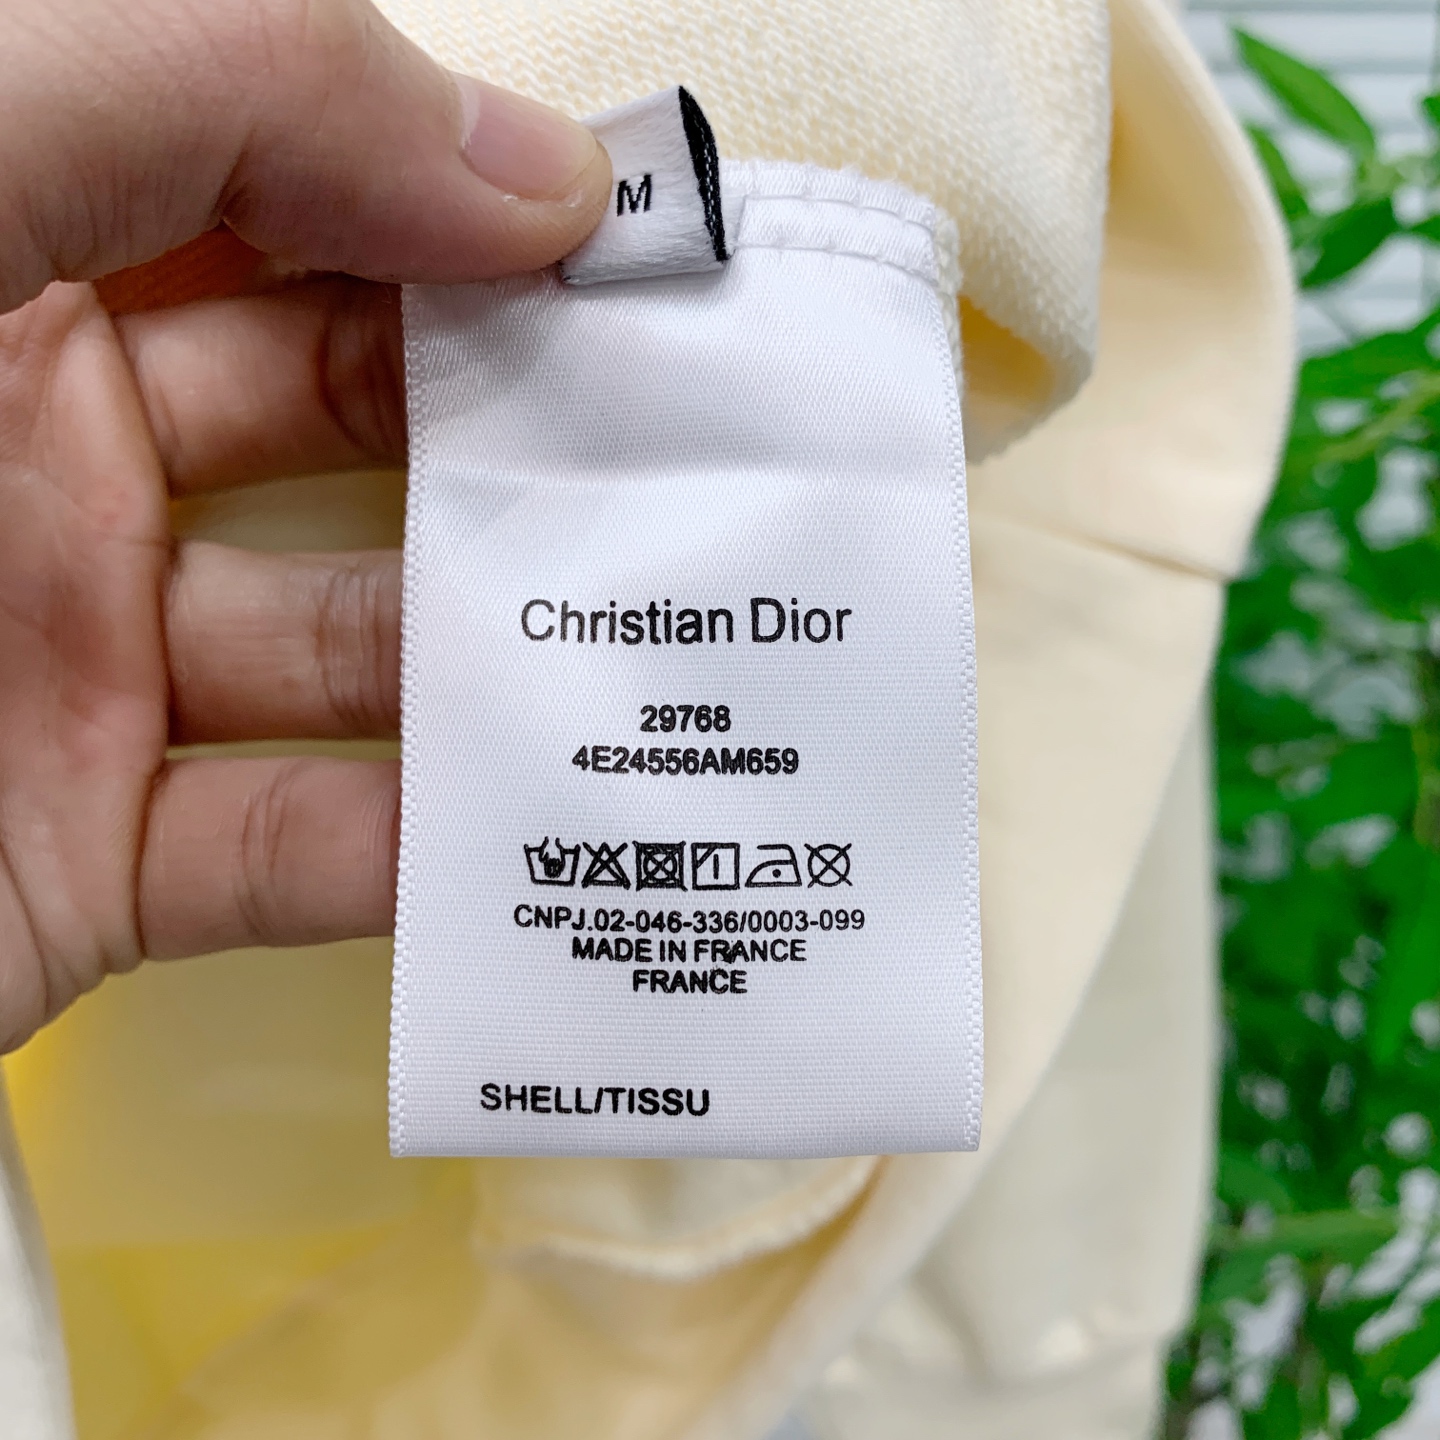 M
Christian Dior
29768
4E24556AM659
CNPJ.02-046-336/0003-099
MADE IN FRANCE
FRANCE
SHELL/TISSU